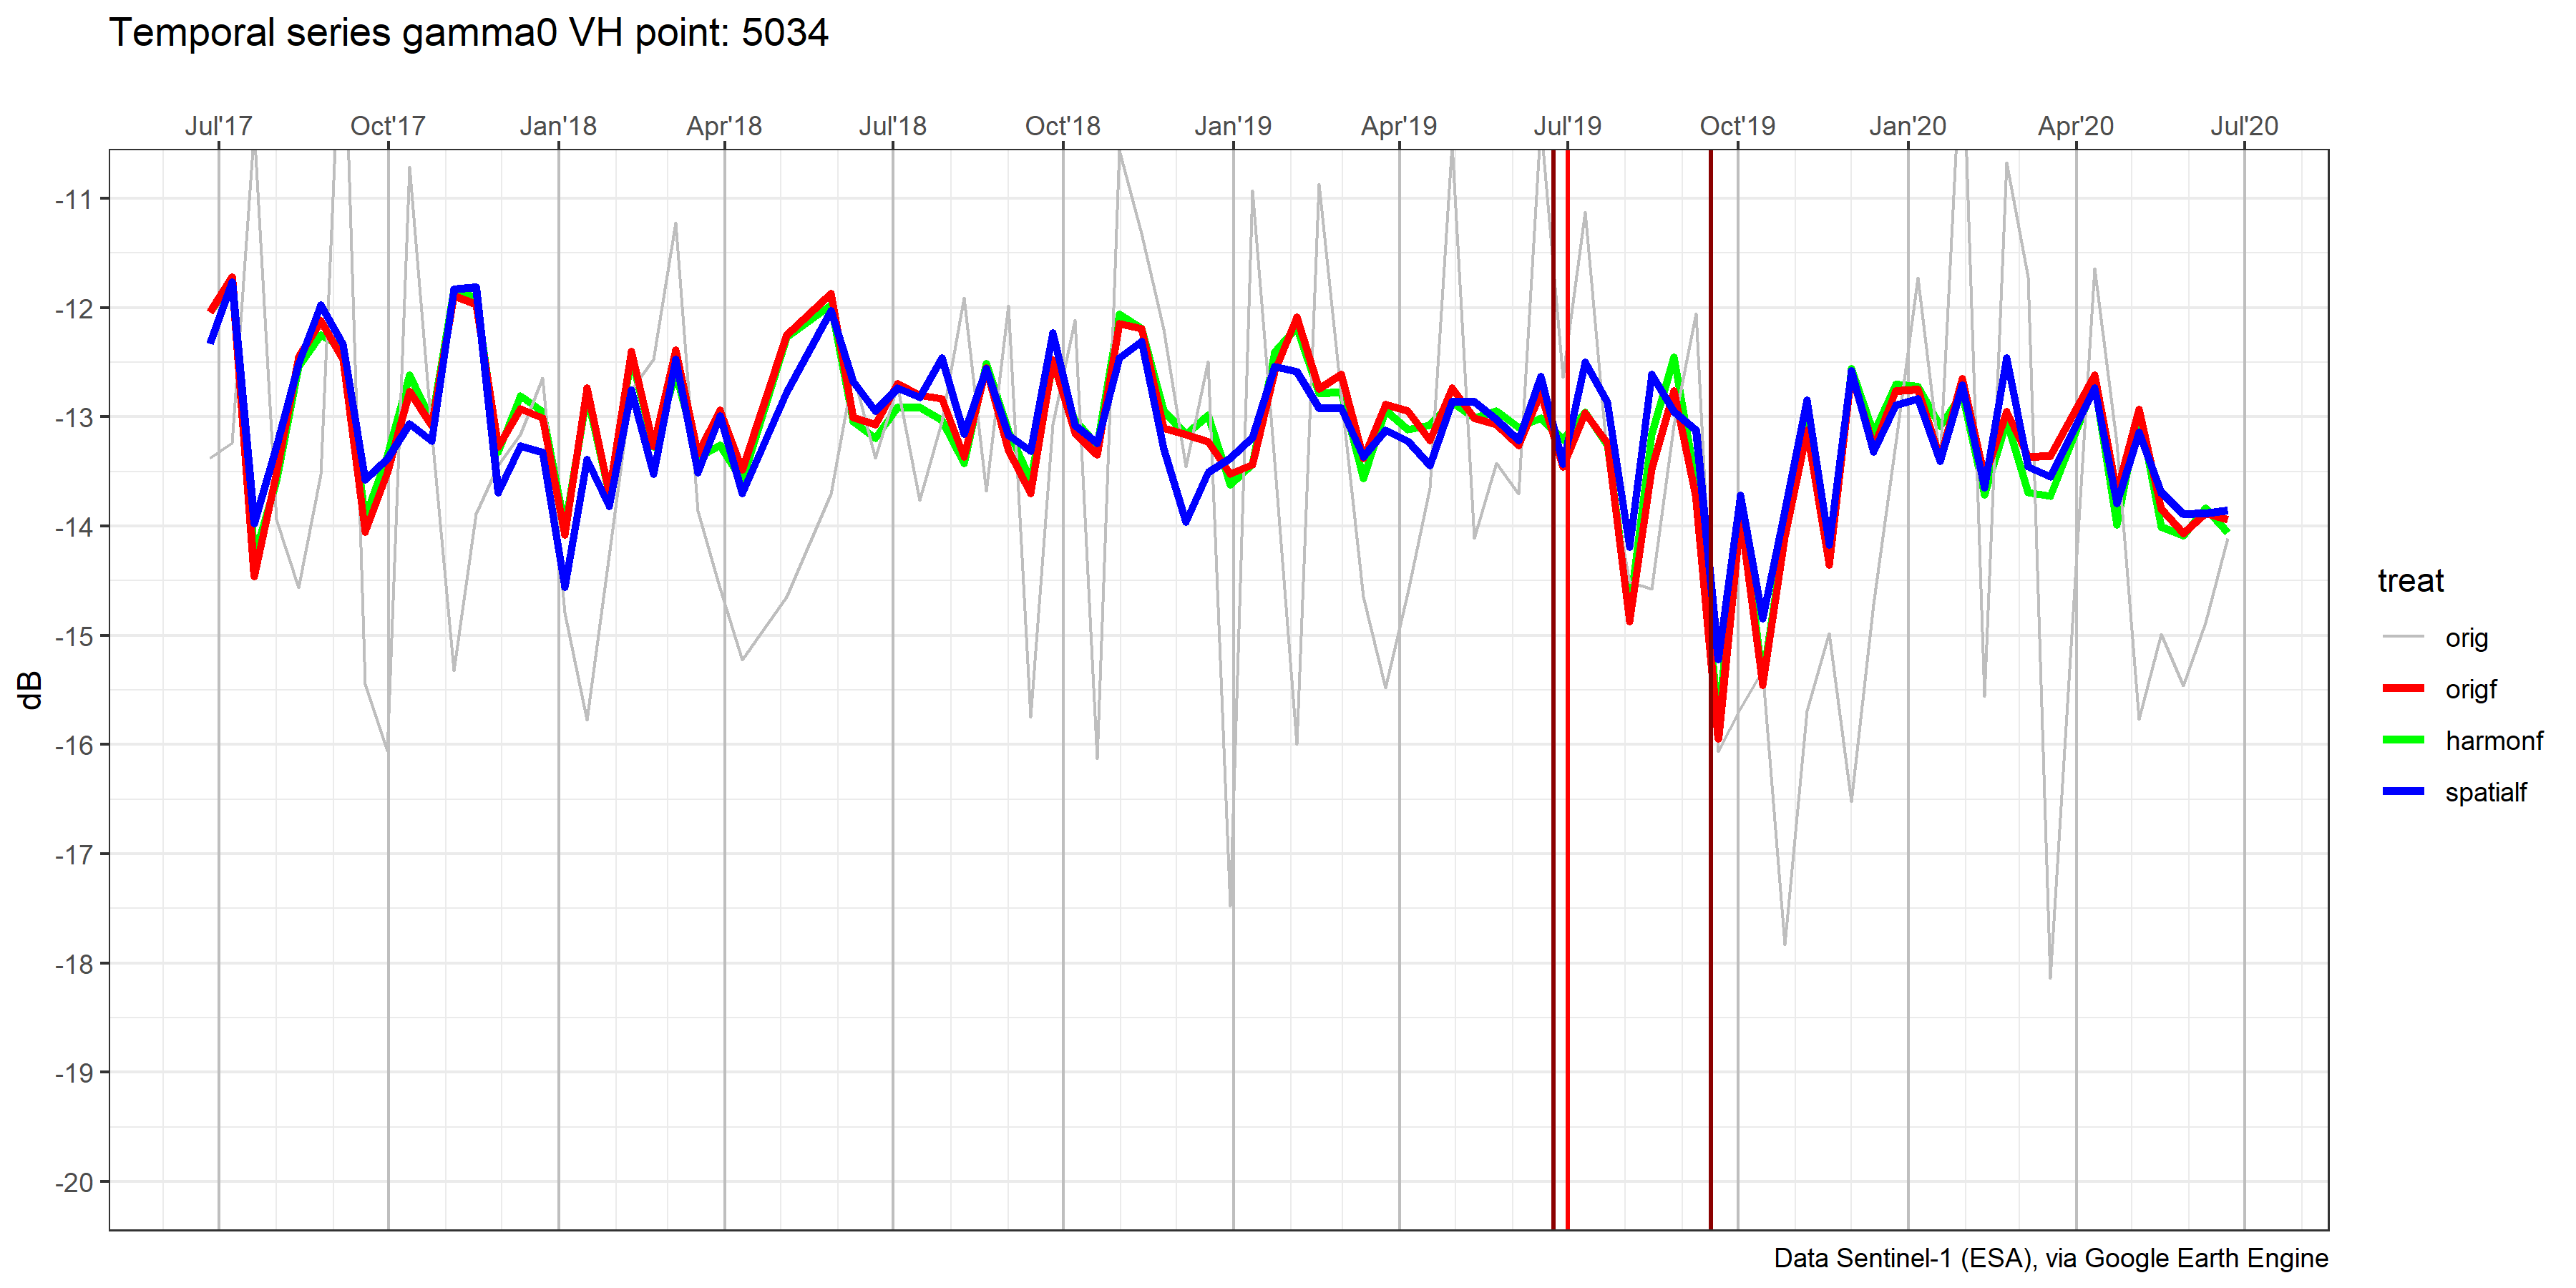 Temporal series gamma0 VH point: 5034
Jul'17 Oct'17 Jan'18 Apr'18 Jul'18 Oct'18 Jan'19 Apr'19 Jul'19 Oct'19 Jan'20 Apr'20 Jul'20
-11
-12
-13
-14
-15
-16
-17
-18
-19
-20
dB
treat
orig
origf
harmonf
spatialf
Data Sentinel-1 (ESA), via Google Earth Engine